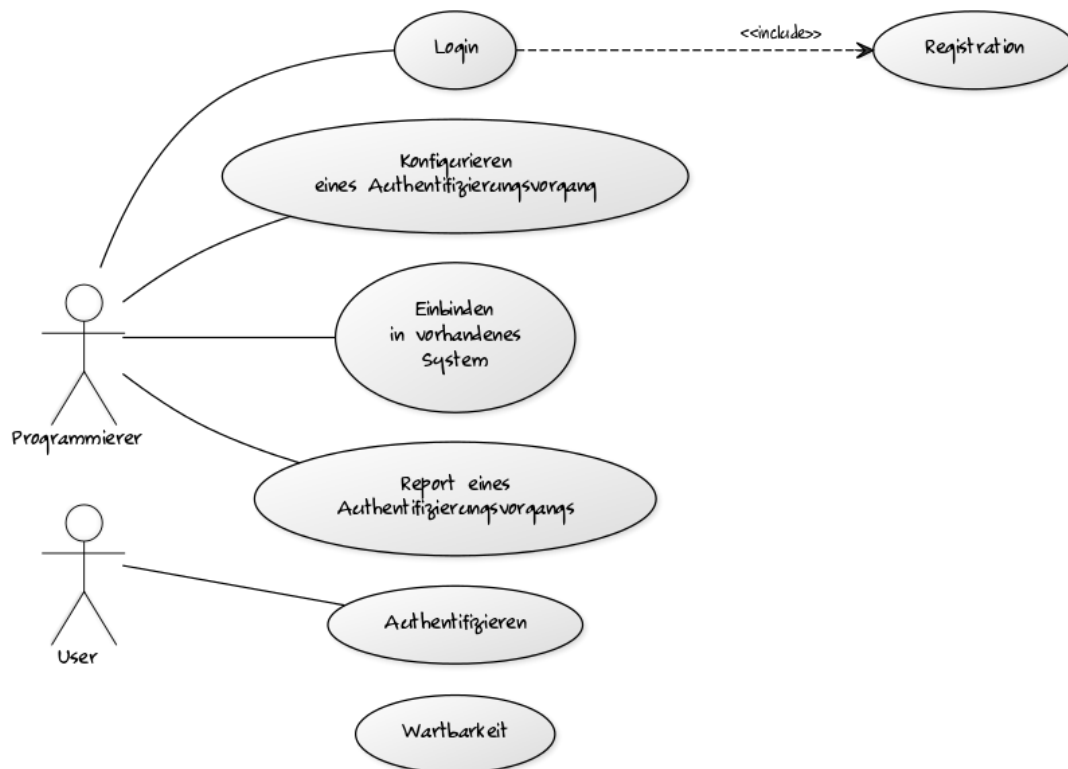 Login
<<include>>
Registration
Konfigurieren
eines Authentifizierungsvorgang
Einbinden
in vorhandenes
System
Programmierer
Report eines
Authentifizierungsvorgangs
Authentifizieren
User
Wartbarkeit